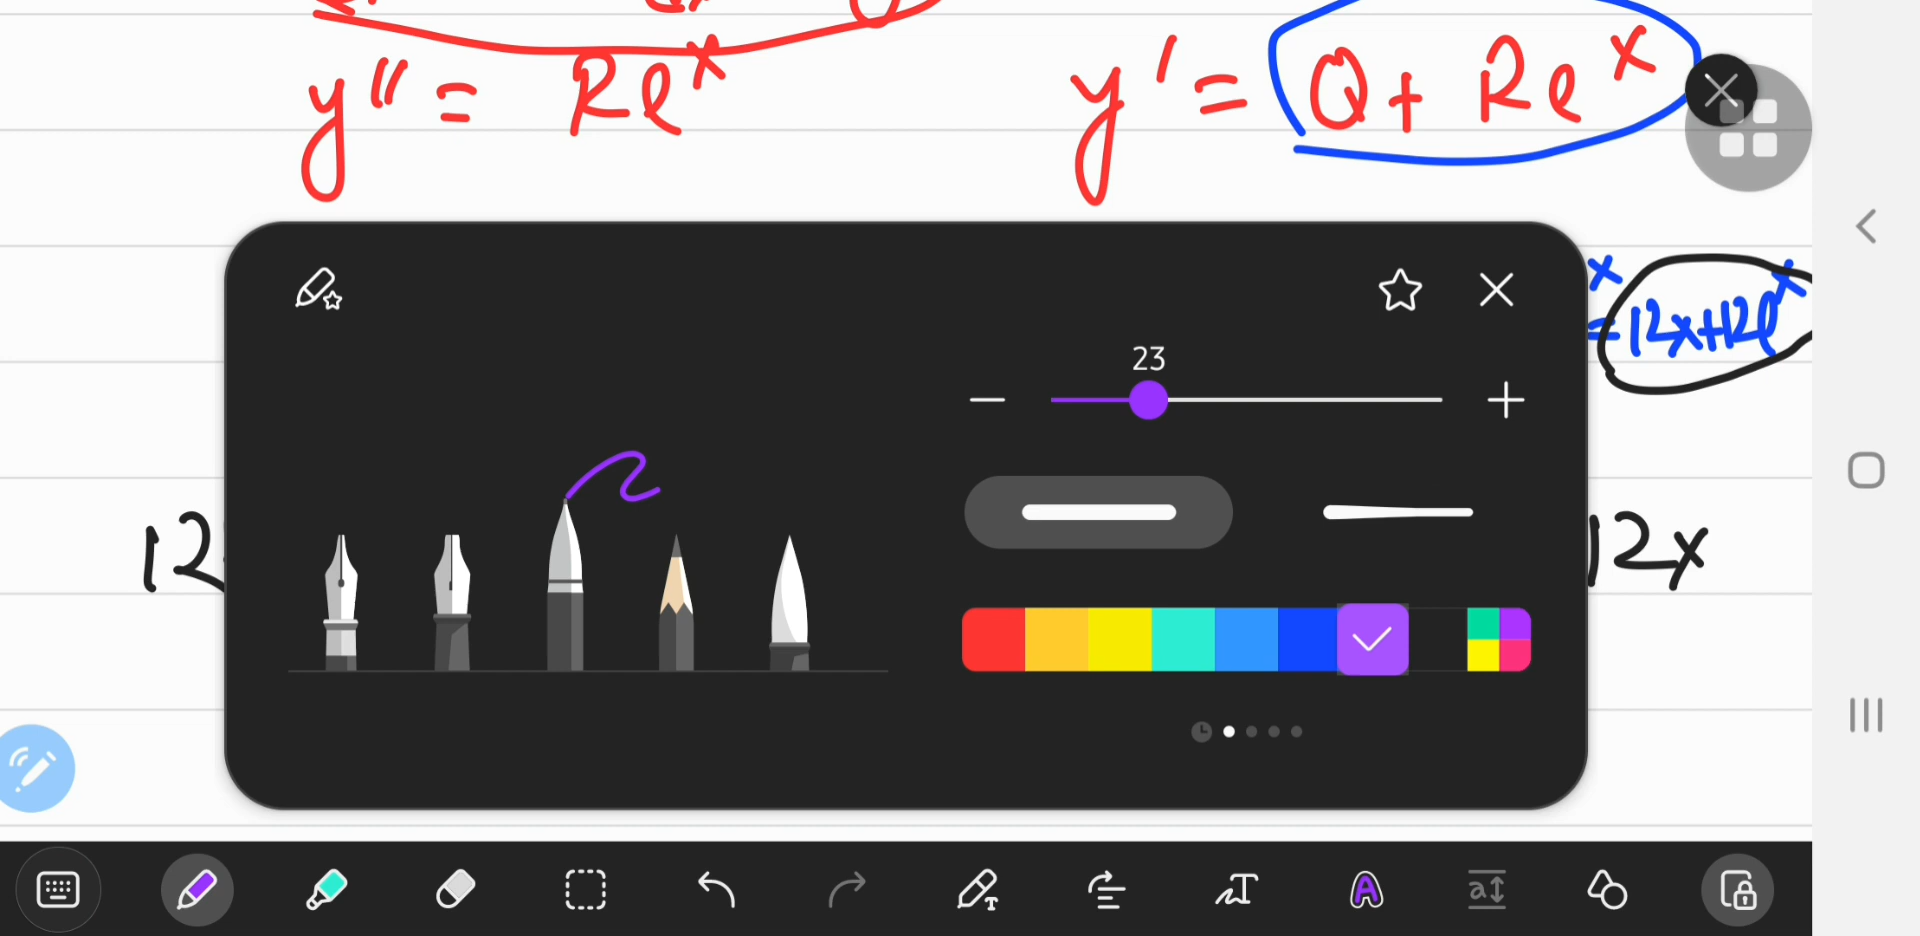 y'' = Re^x
y' = Q + Re^x
x
= 12x+12e^x
23
12
12x